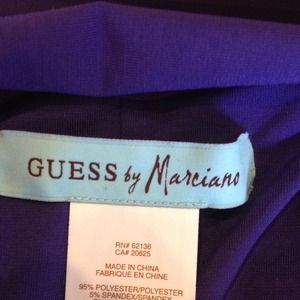 GUESS by Marciano
RN# 62136
CA# 20625
MADE IN CHINA
FABRIQUE EN CHINE
95% POLYESTER/POLYESTER
5% SPANDEX/SPANDEX